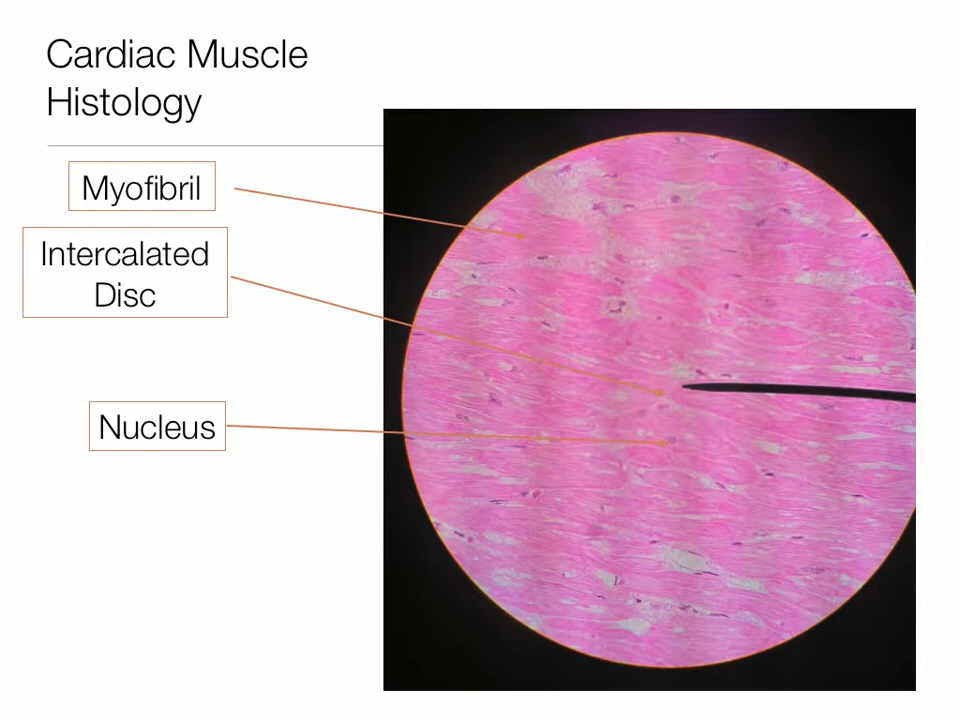 Cardiac Muscle
Histology
Myofibril
Intercalated
Disc
Nucleus